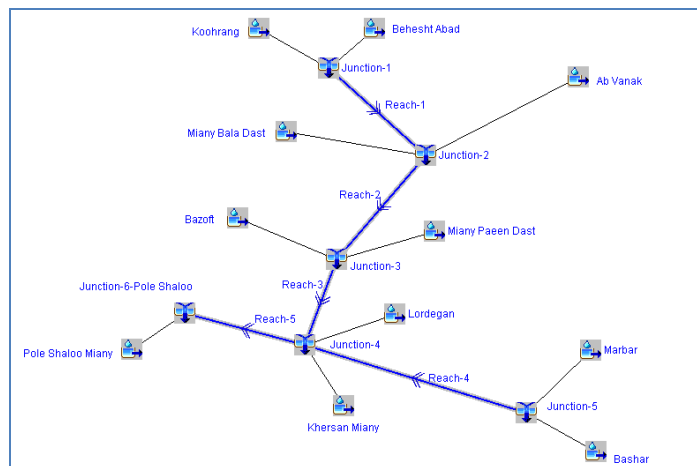 Koohrang
Behesht Abad
Junction-1
Ab Vanak
Reach-1
Miany Bala Dast
Junction-2
Reach-2
Bazoft
Miany Paeen Dast
Junction-3
Reach-3
Junction-6-Pole Shaloo
Lordegan
Reach-5
Junction-4
Pole Shaloo Miany
Marbar
Reach-4
Junction-5
Khersan Miany
Bashar